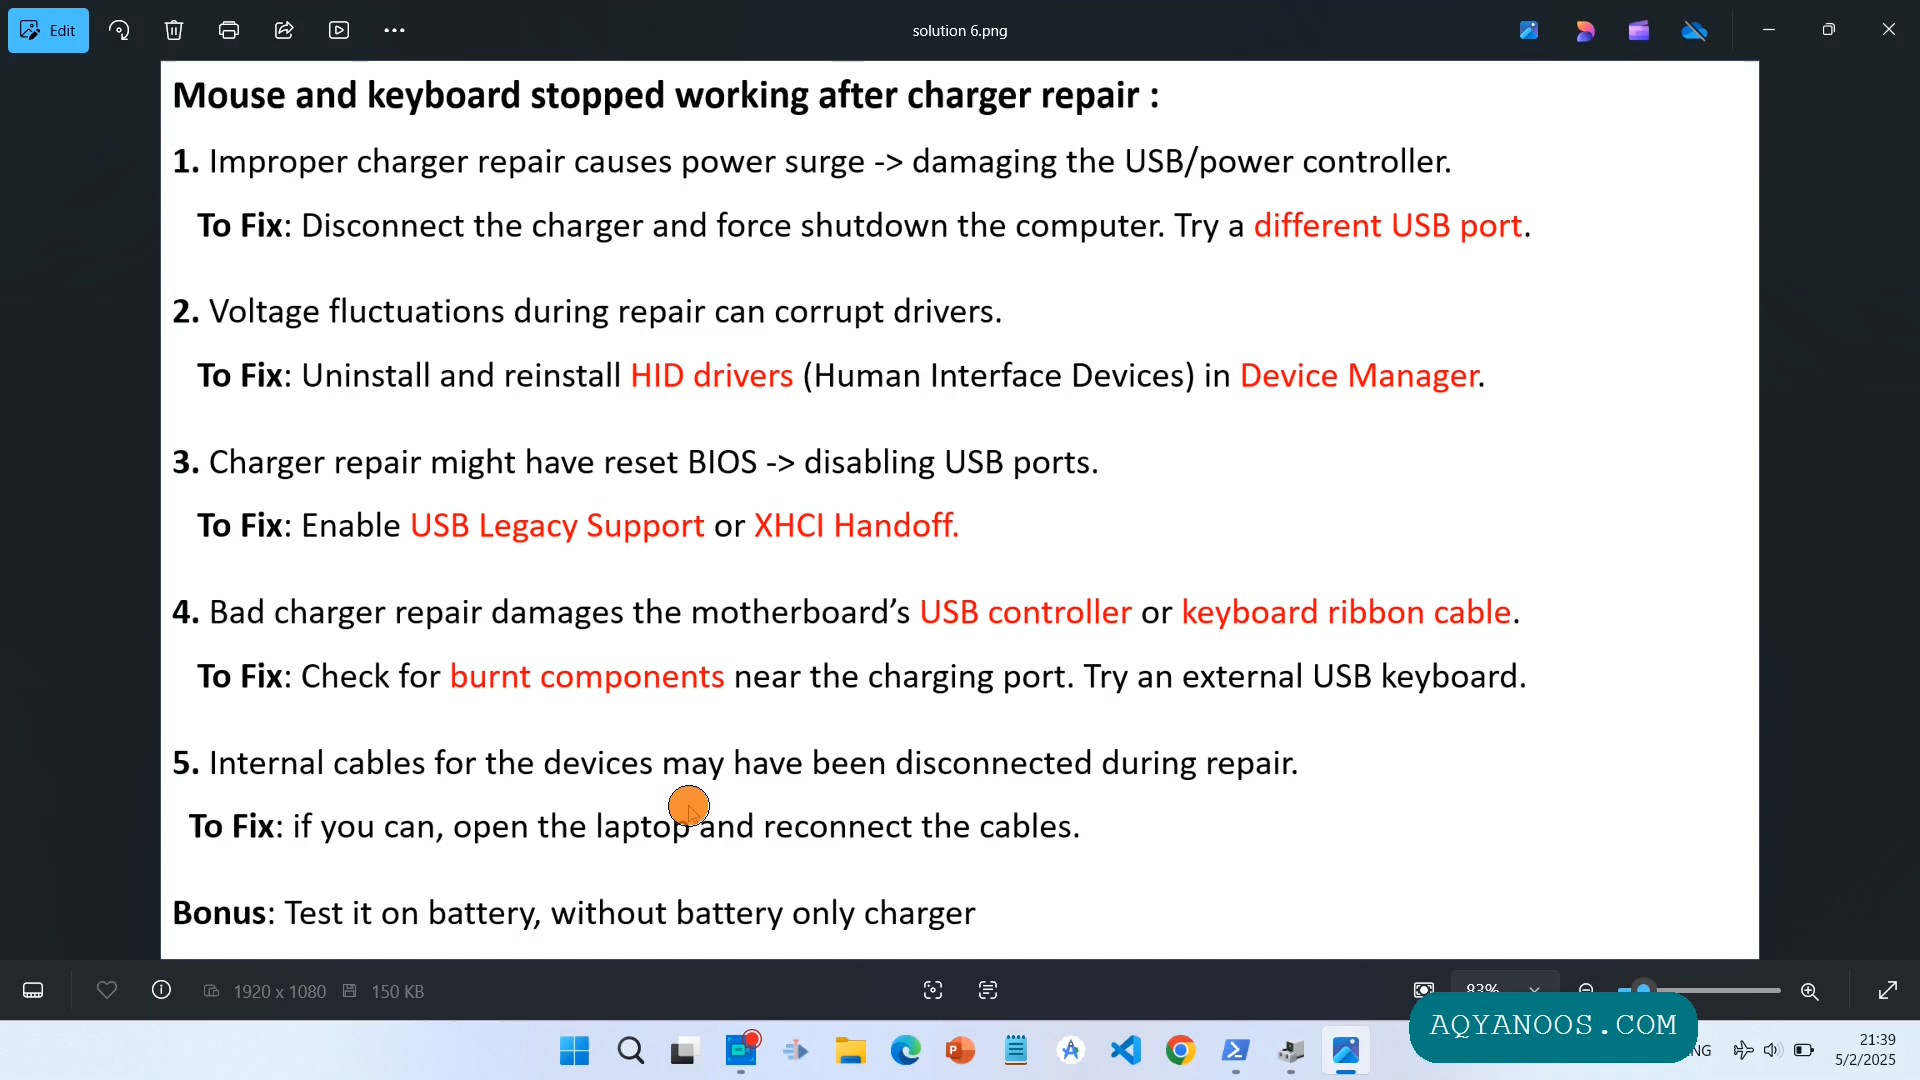 Edit
solution 6.png
Mouse and keyboard stopped working after charger repair :
1. Improper charger repair causes power surge -> damaging the USB/power controller.
To Fix: Disconnect the charger and force shutdown the computer. Try a different USB port.
2. Voltage fluctuations during repair can corrupt drivers.
To Fix: Uninstall and reinstall HID drivers (Human Interface Devices) in Device Manager.
3. Charger repair might have reset BIOS -> disabling USB ports.
To Fix: Enable USB Legacy Support or XHCI Handoff.
4. Bad charger repair damages the motherboard’s USB controller or keyboard ribbon cable.
To Fix: Check for burnt components near the charging port. Try an external USB keyboard.
5. Internal cables for the devices may have been disconnected during repair.
To Fix: if you can, open the laptop and reconnect the cables.
Bonus: Test it on battery, without battery only charger
1920 x 1080 150 KB
83%
AQYANOOS.COM
21:39
5/2/2025